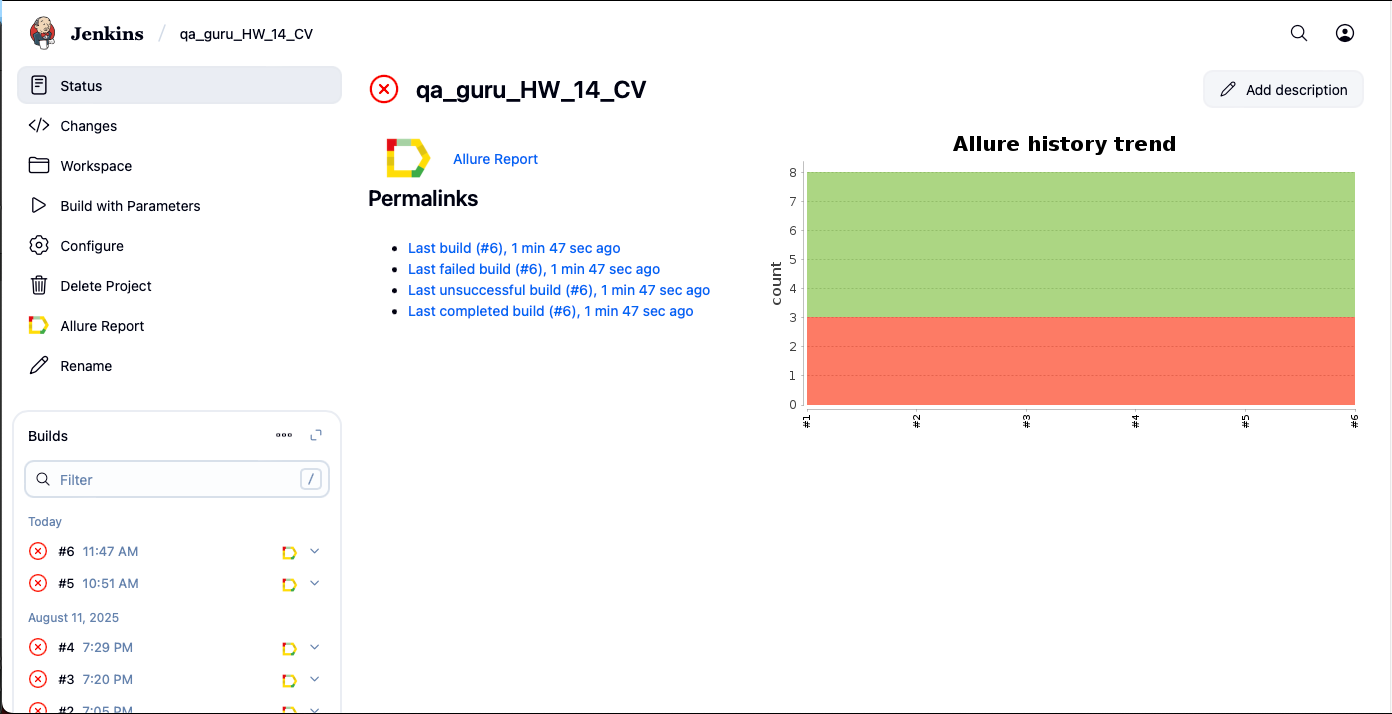 Jenkins / qa_guru_HW_14_CV
Status
Changes
Workspace
Build with Parameters
Configure
Delete Project
Allure Report
Rename
Builds
Filter /
Today
#6 11:47 AM
#5 10:51 AM
August 11, 2025
#4 7:29 PM
#3 7:20 PM
#2 7:05 PM
qa_guru_HW_14_CV
Add description
Allure Report
Permalinks
Last build (#6), 1 min 47 sec ago
Last failed build (#6), 1 min 47 sec ago
Last unsuccessful build (#6), 1 min 47 sec ago
Last completed build (#6), 1 min 47 sec ago
Allure history trend
8
7
6
5
4
3
2
1
0
count
#1 #2 #3 #4 #5 #6